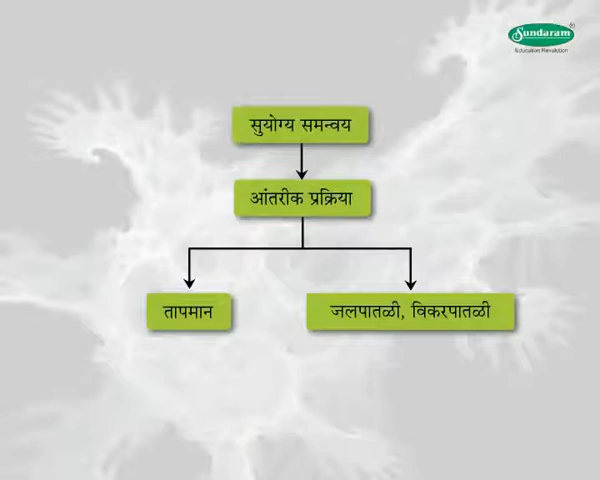 Sundaram®
Education Revolution
सुयोग्य समन्वय
आंतरीक प्रक्रिया
तापमान
जलपातळी, विकरपातळी